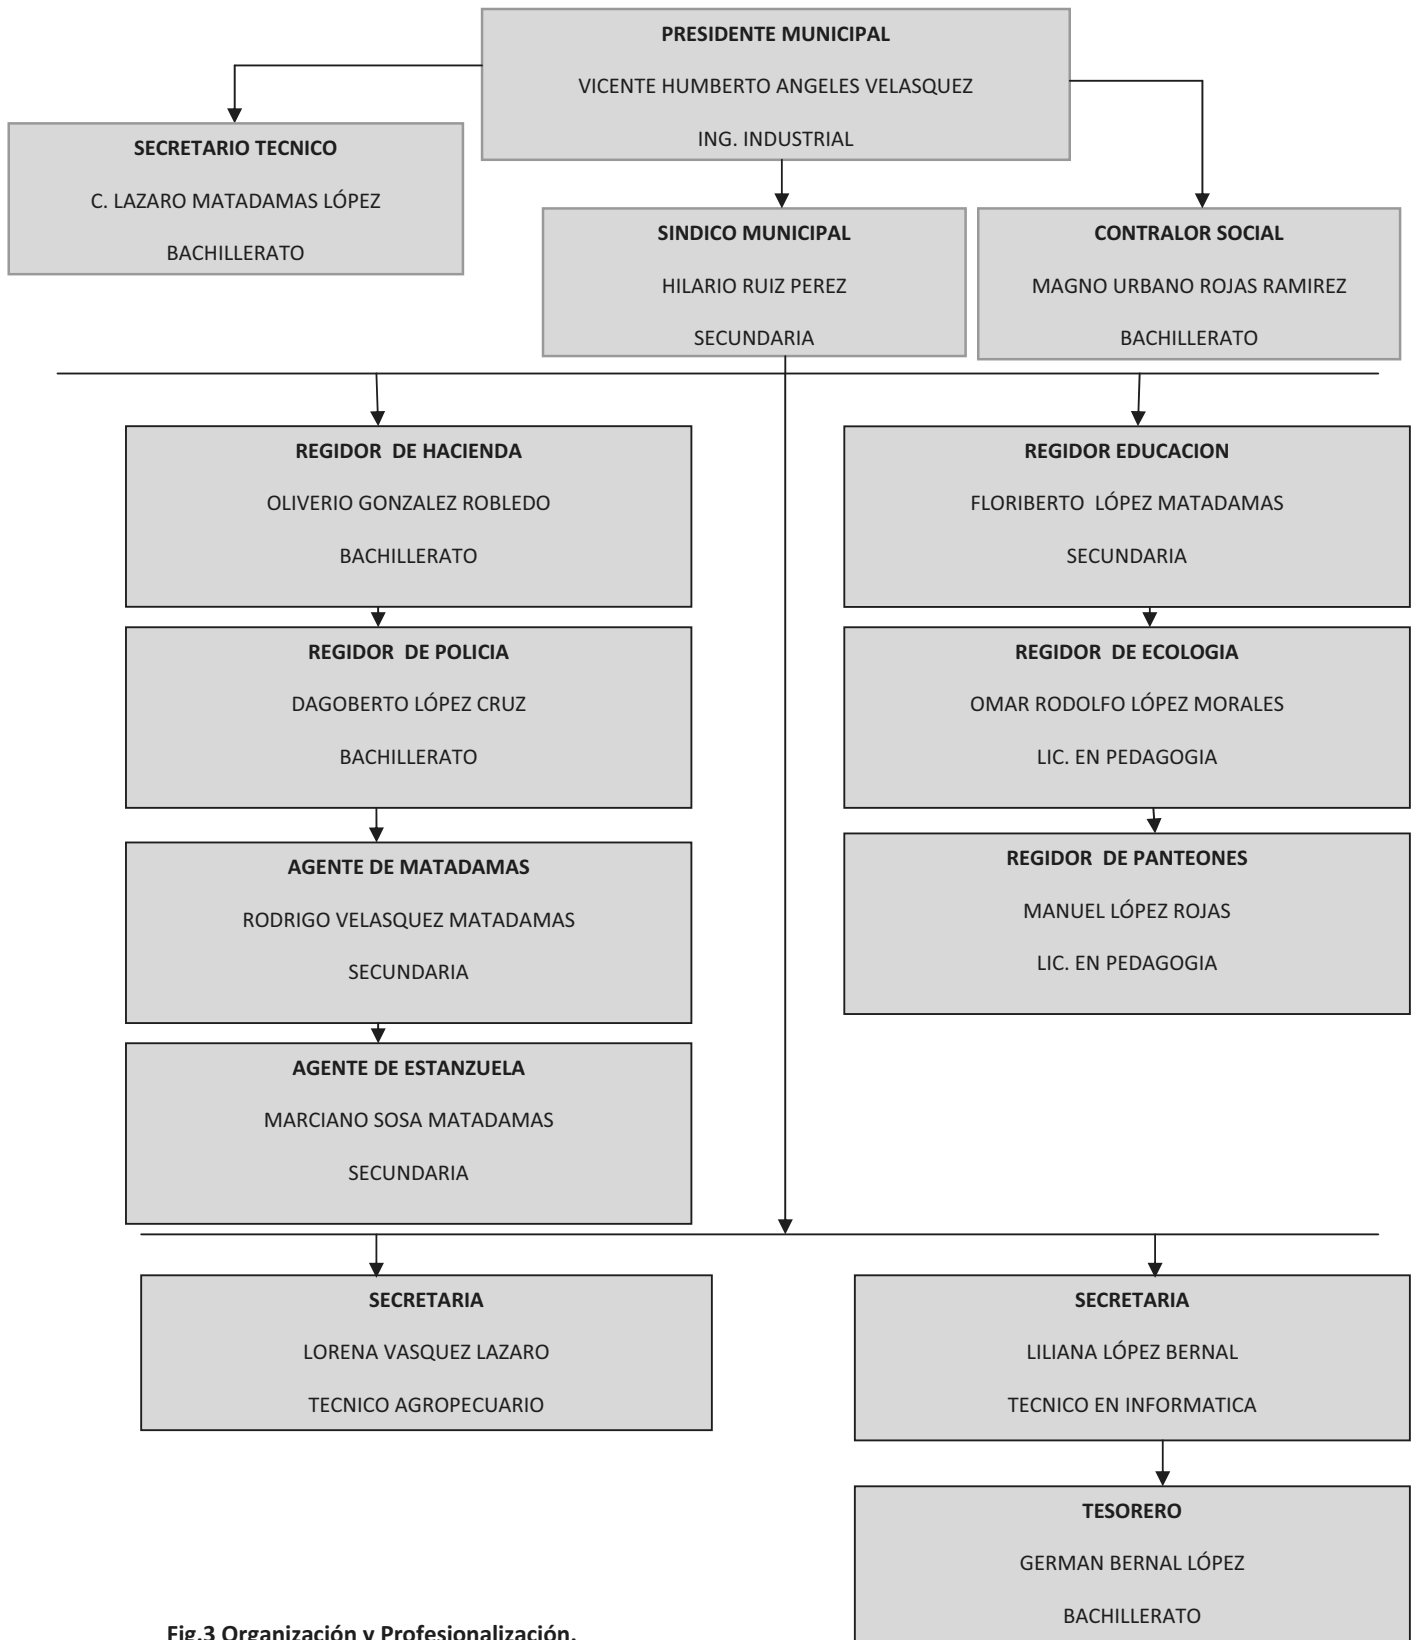 PRESIDENTE MUNICIPAL
VICENTE HUMBERTO ANGELES VELASQUEZ
ING. INDUSTRIAL
SECRETARIO TECNICO
C. LAZARO MATADAMAS LÓPEZ
BACHILLERATO
SINDICO MUNICIPAL
HILARIO RUIZ PEREZ
SECUNDARIA
CONTRALOR SOCIAL
MAGNO URBANO ROJAS RAMIREZ
BACHILLERATO
REGIDOR DE HACIENDA
OLIVERIO GONZALEZ ROBLEDO
BACHILLERATO
REGIDOR DE POLICIA
DAGOBERTO LÓPEZ CRUZ
BACHILLERATO
AGENTE DE MATADAMAS
RODRIGO VELASQUEZ MATADAMAS
SECUNDARIA
AGENTE DE ESTANZUELA
MARCIANO SOSA MATADAMAS
SECUNDARIA
REGIDOR EDUCACION
FLORIBERTO LÓPEZ MATADAMAS
SECUNDARIA
REGIDOR DE ECOLOGIA
OMAR RODOLFO LÓPEZ MORALES
LIC. EN PEDAGOGIA
REGIDOR DE PANTEONES
MANUEL LÓPEZ ROJAS
LIC. EN PEDAGOGIA
SECRETARIA
LORENA VASQUEZ LAZARO
TECNICO AGROPECUARIO
SECRETARIA
LILIANA LÓPEZ BERNAL
TECNICO EN INFORMATICA
TESORERO
GERMAN BERNAL LÓPEZ
BACHILLERATO
Fig.3 Organización y Profesionalización.